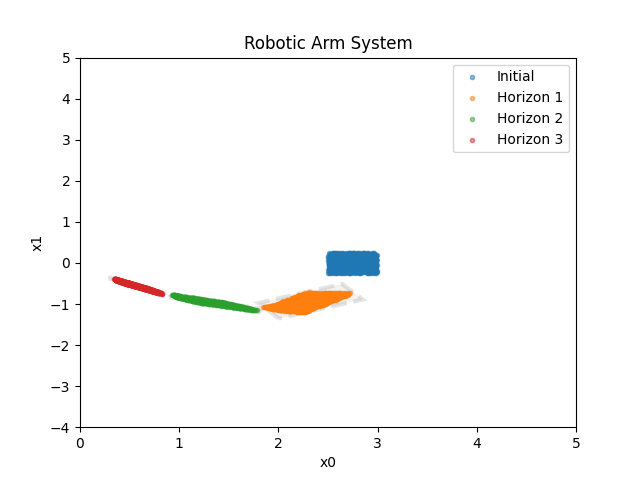 Robotic Arm System
Initial
Horizon 1
Horizon 2
Horizon 3
5
4
3
2
1
0
−1
−2
−3
−4
x1
0 1 2 3 4 5
x0